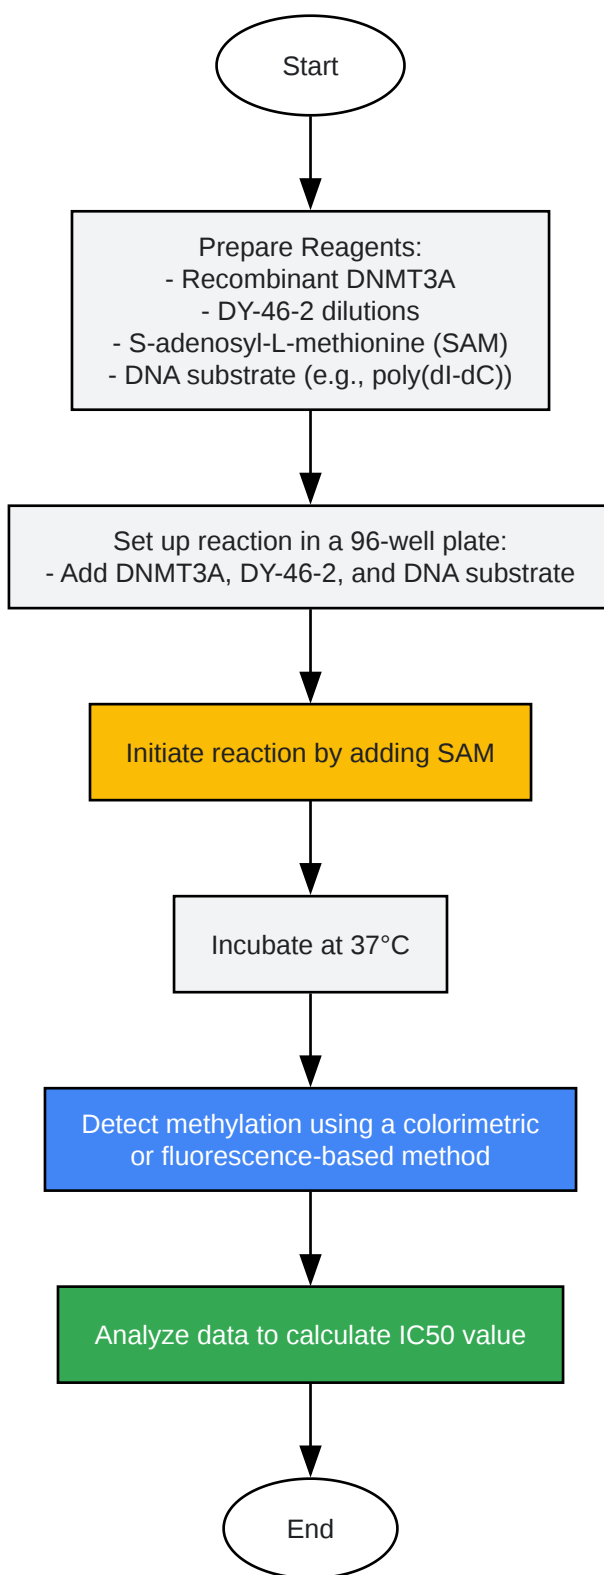 Start
Prepare Reagents:
- Recombinant DNMT3A
- DY-46-2 dilutions
- S-adenosyl-L-methionine (SAM)
- DNA substrate (e.g., poly(dI-dC))
Set up reaction in a 96-well plate:
- Add DNMT3A, DY-46-2, and DNA substrate
Initiate reaction by adding SAM
Incubate at 37°C
Detect methylation using a colorimetric
or fluorescence-based method
Analyze data to calculate IC50 value
End